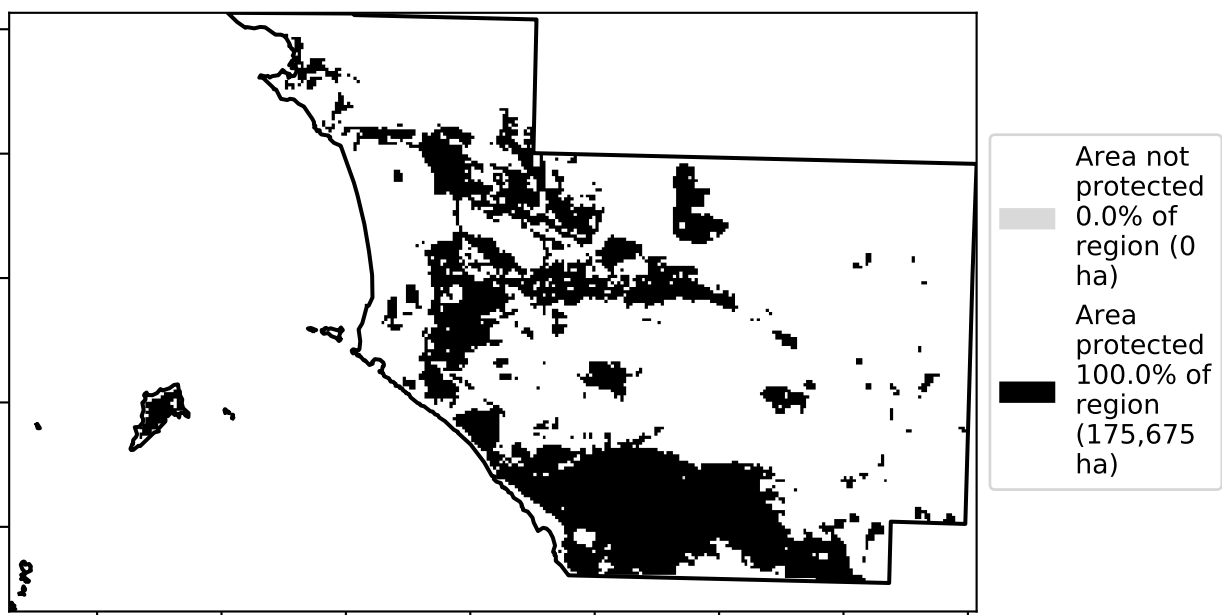 Area not
protected
0.0% of
region (0
ha)
Area
protected
100.0% of
region
(175,675
ha)